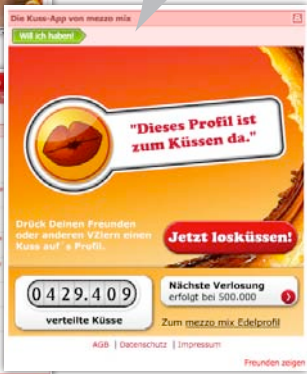 Die Kuss-App von mezzo mix
Will ich haben!
"Dieses Profil ist
zum Küssen da."
Drück Deinen Freunden
oder anderen VZlern einen
Kuss auf´s Profil.
Jetzt losküssen!
0429.409
verteilte Küsse
Nächste Verlosung
erfolgt bei 500.000
Zum mezzo mix Edelprofil
AGB | Datenschutz | Impressum
Freunden zeigen